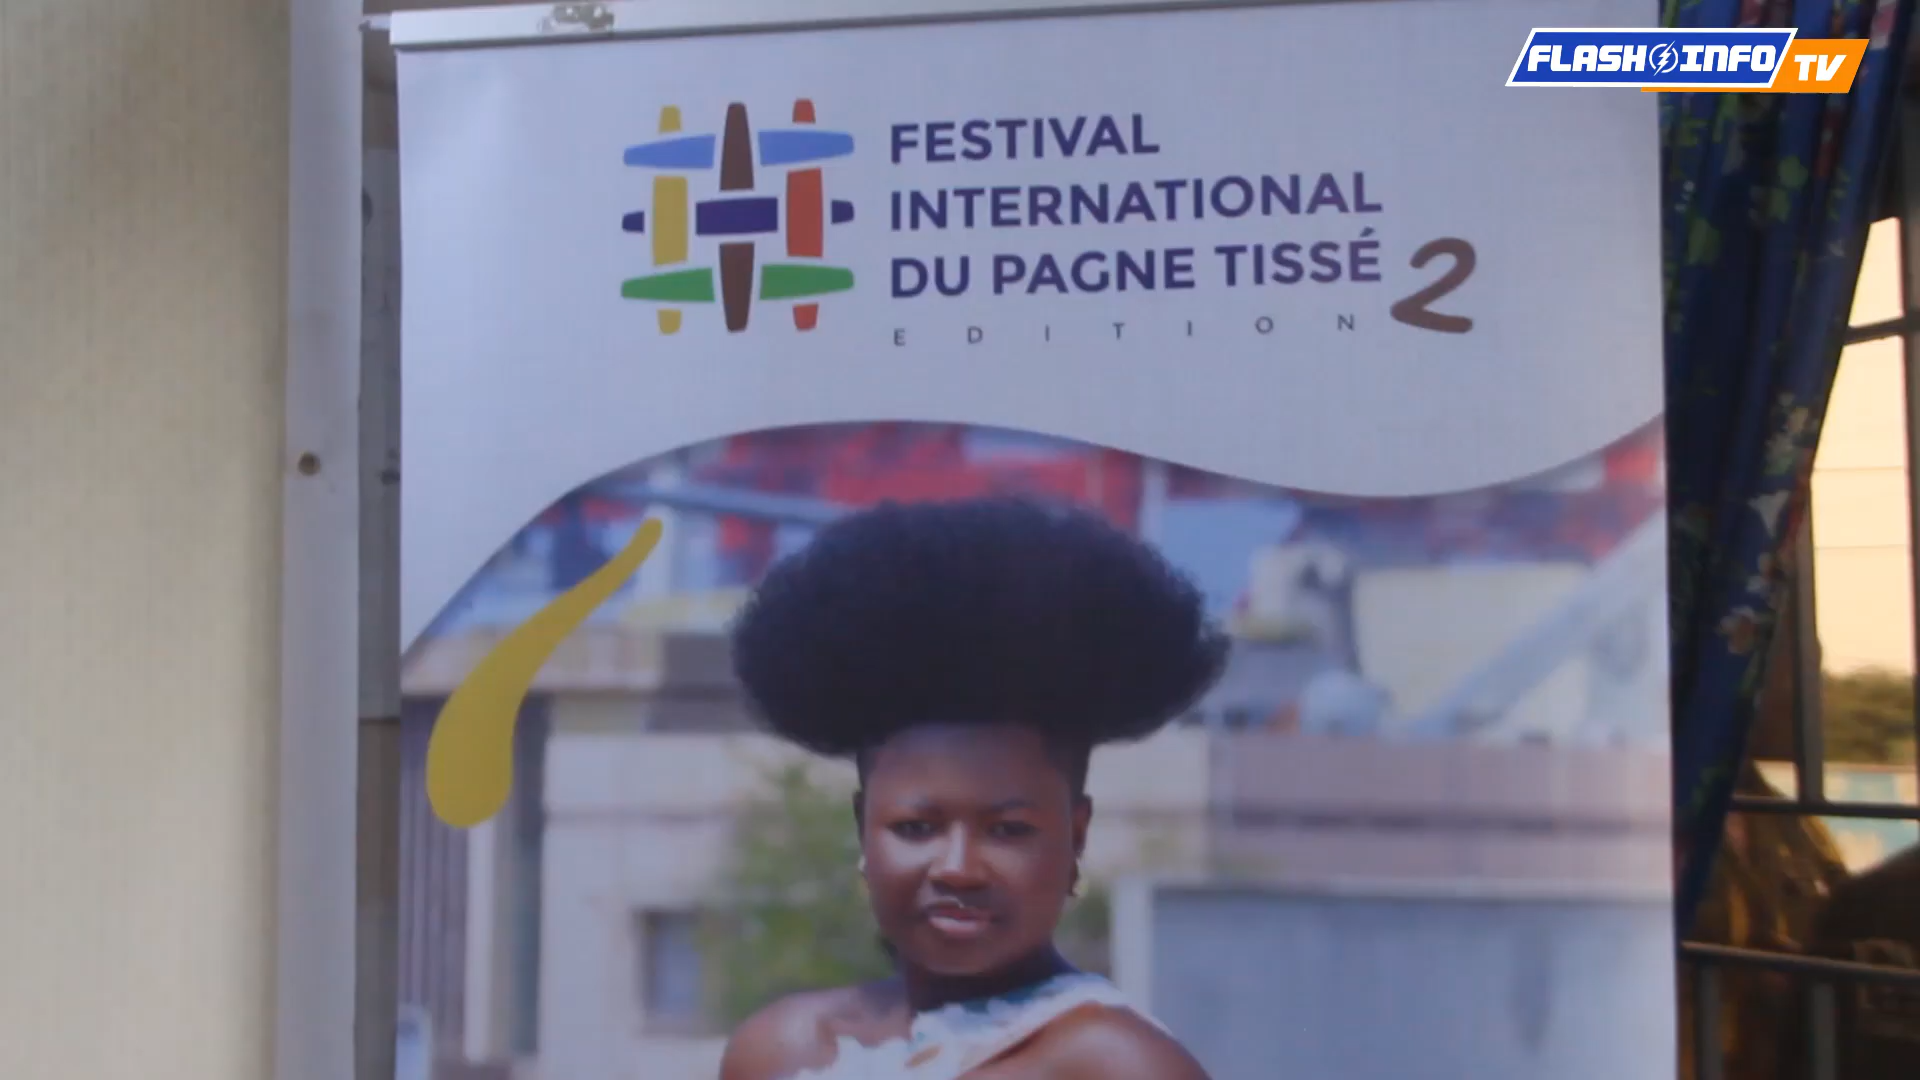 FLASH INFO TV
FESTIVAL
INTERNATIONAL
DU PAGNE TISSÉ
EDITION 2